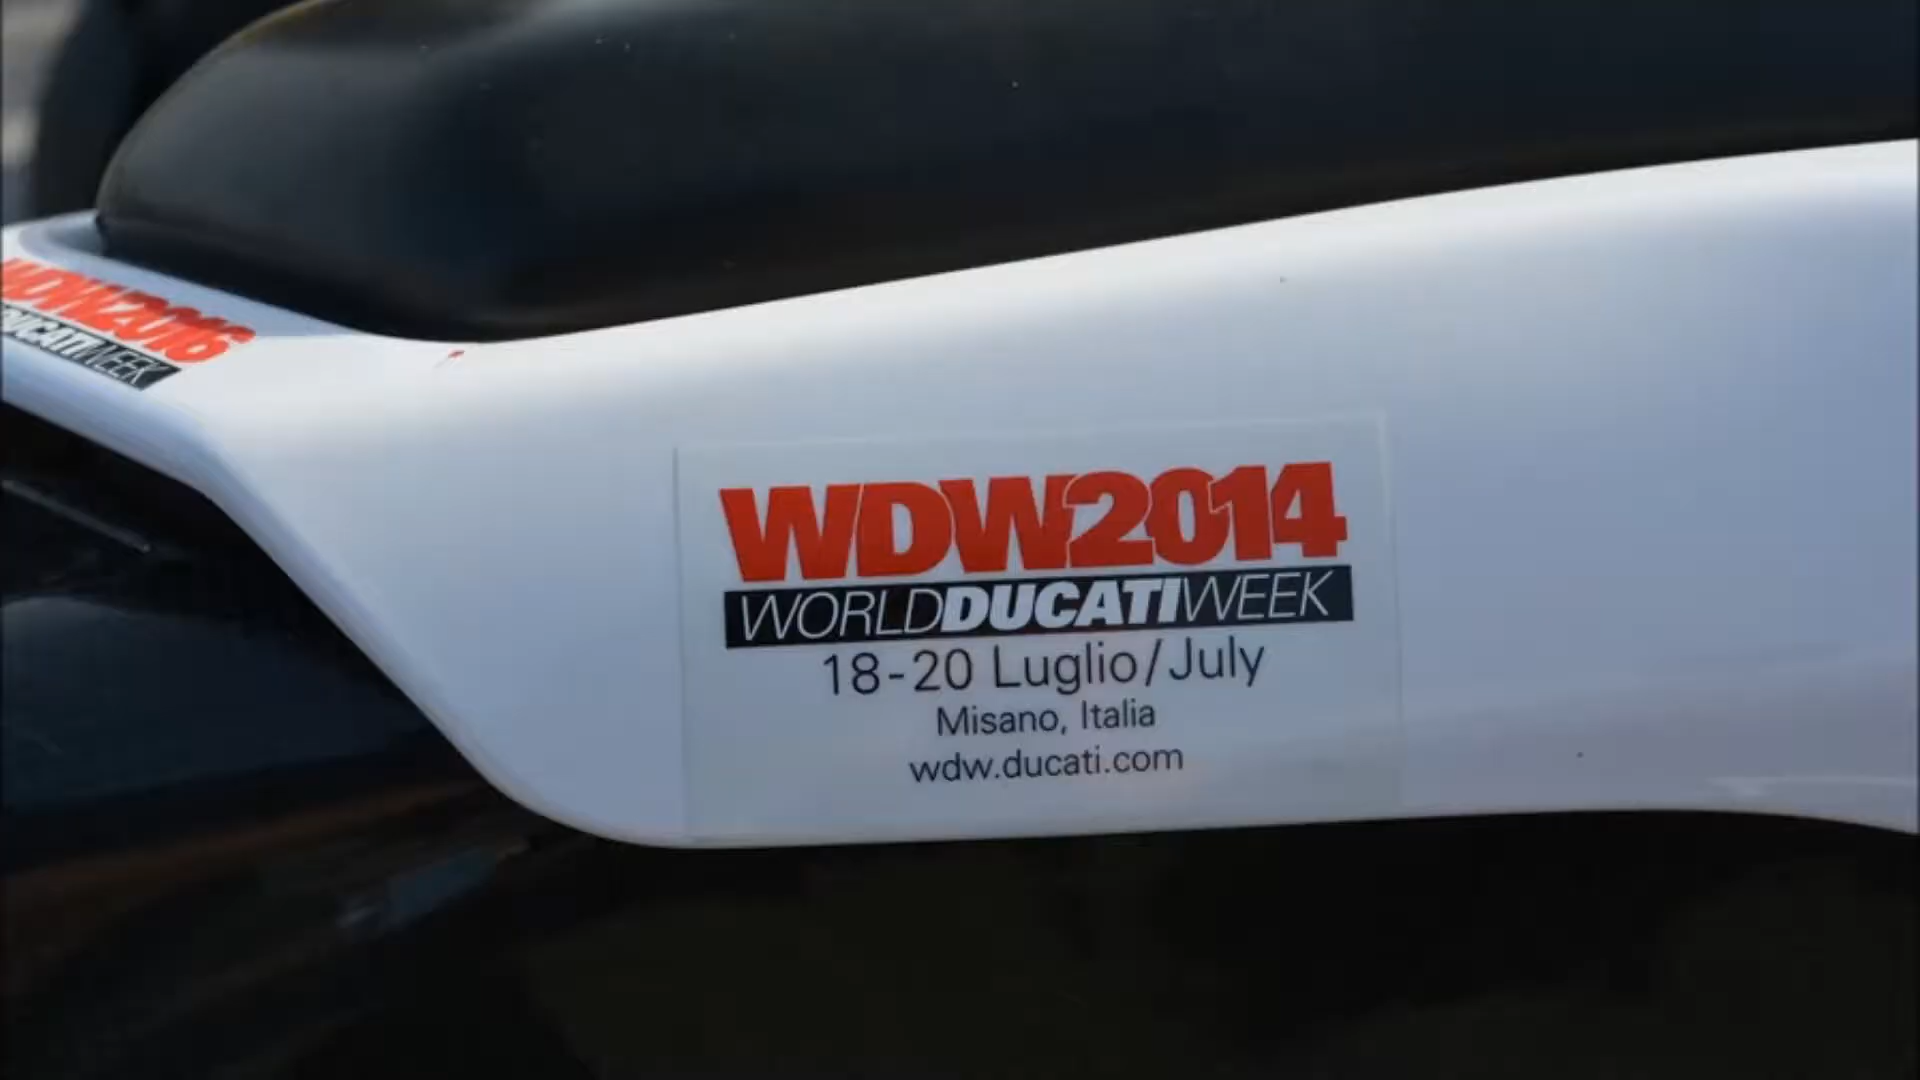 WDW2016
DUCATIWEEK
WDW2014
WORLDDUCATIWEEK
18-20 Luglio/July
Misano, Italia
wdw.ducati.com